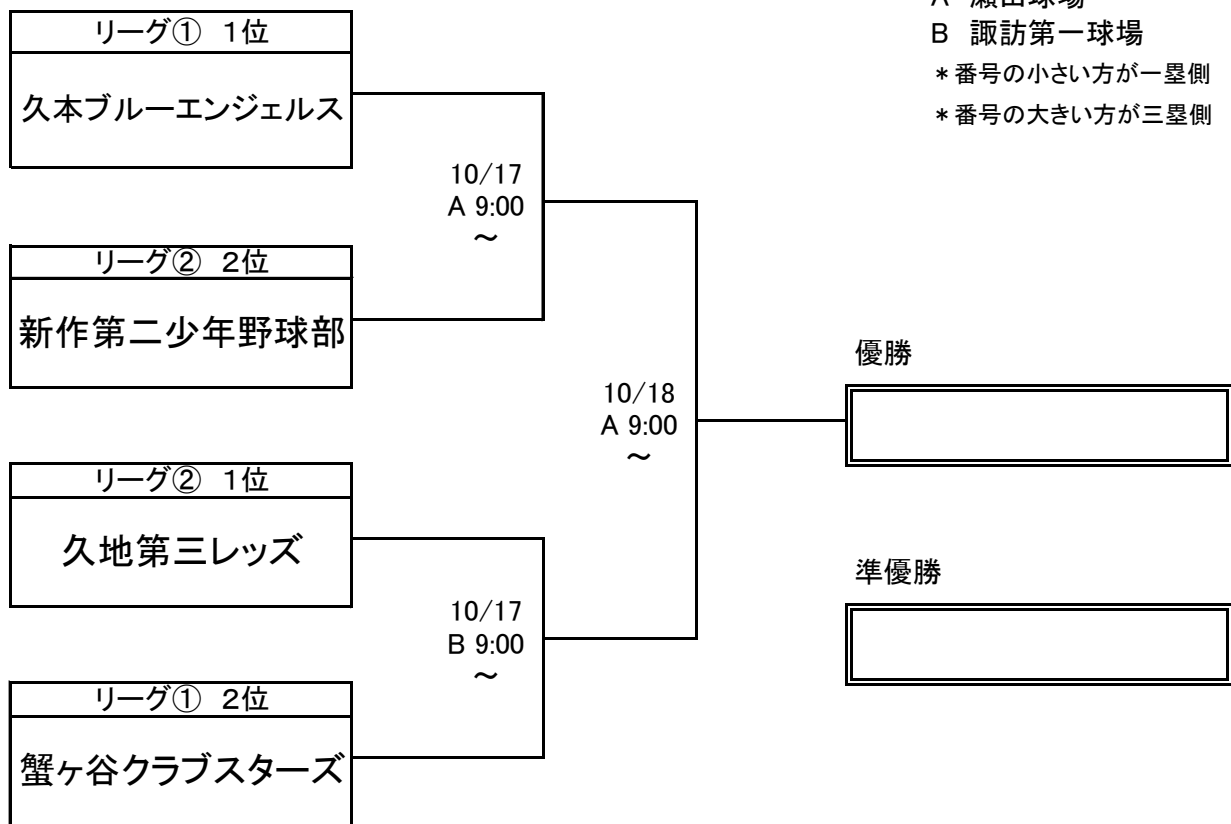 B 諏訪第一球場
リーグ① 1位
久本ブルーエンジェルス
*番号の小さい方が一塁側
*番号の大きい方が三塁側
10/17
A 9:00
～
リーグ② 2位
新作第二少年野球部
優勝
10/18
A 9:00
～
リーグ② 1位
久地第三レッズ
準優勝
10/17
B 9:00
～
リーグ① 2位
蟹ヶ谷クラブスターズ